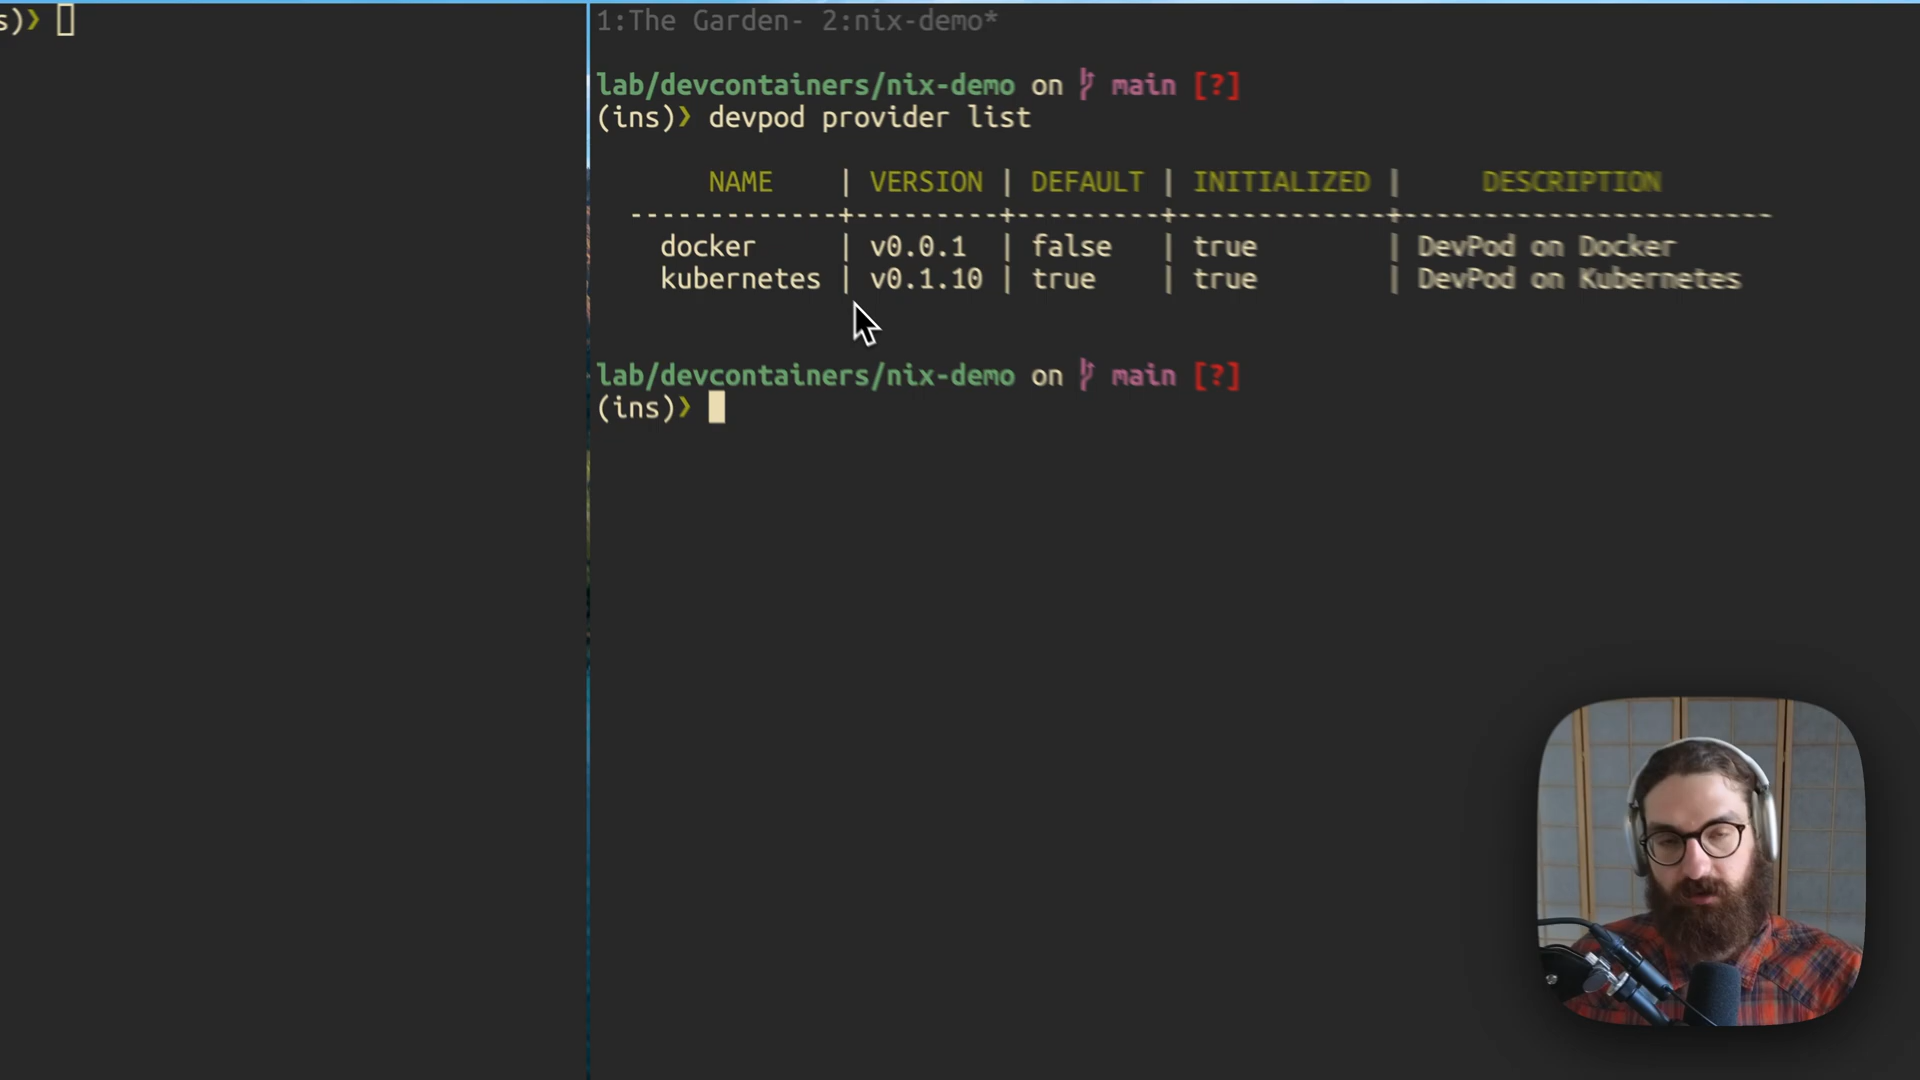 s)❯
1:The Garden- 2:nix-demo*
lab/devcontainers/nix-demo on main [?]
(ins)❯ devpod provider list
NAME | VERSION | DEFAULT | INITIALIZED | DESCRIPTION
-------------+---------+---------+-------------+-----------------------
docker | v0.0.1 | false | true | DevPod on Docker
kubernetes | v0.1.10 | true | true | DevPod on Kubernetes
lab/devcontainers/nix-demo on main [?]
(ins)❯